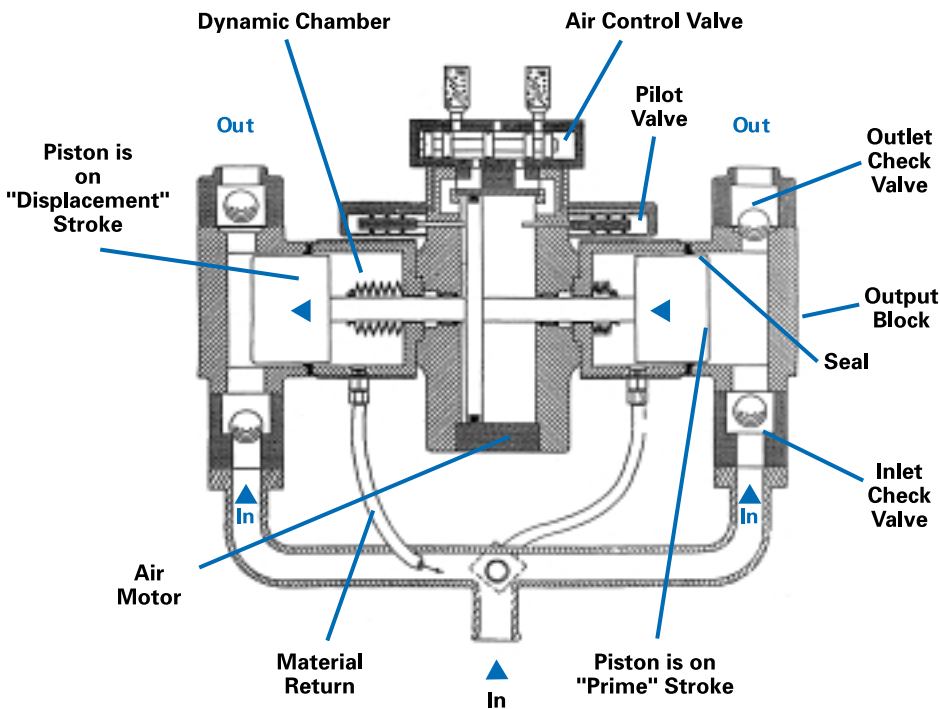 Dynamic Chamber
Air Control Valve
Pilot
Valve
Out
Out
Outlet
Check
Valve
Piston is
on
"Displacement"
Stroke
Output
Block
Seal
Inlet
Check
Valve
In
In
Air
Motor
Material
Return
In
Piston is on
"Prime" Stroke